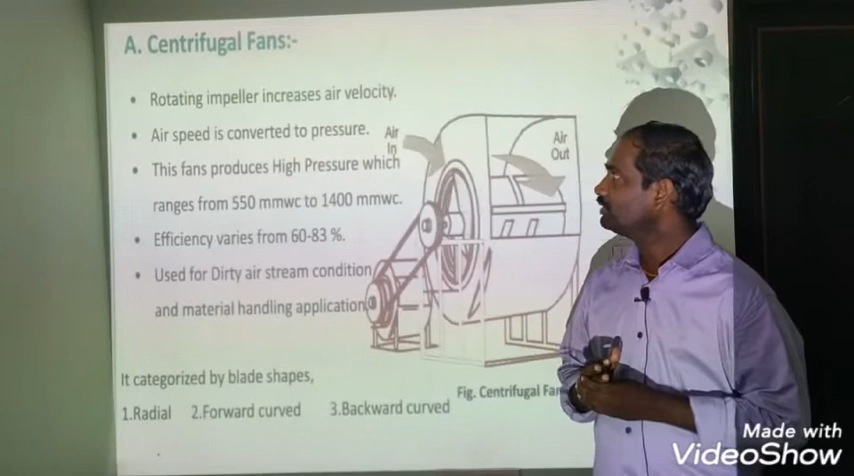 A. Centrifugal Fans:-
• Rotating impeller increases air velocity.
• Air speed is converted to pressure.
• This fans produces High Pressure which
ranges from 550 mmwc to 1400 mmwc.
• Efficiency varies from 60-83 %.
• Used for Dirty air stream condition
and material handling application
Air
In
Air
Out
Fig. Centrifugal Fan
It categorized by blade shapes,
1.Radial 2.Forward curved 3.Backward curved
Made with
VideoShow